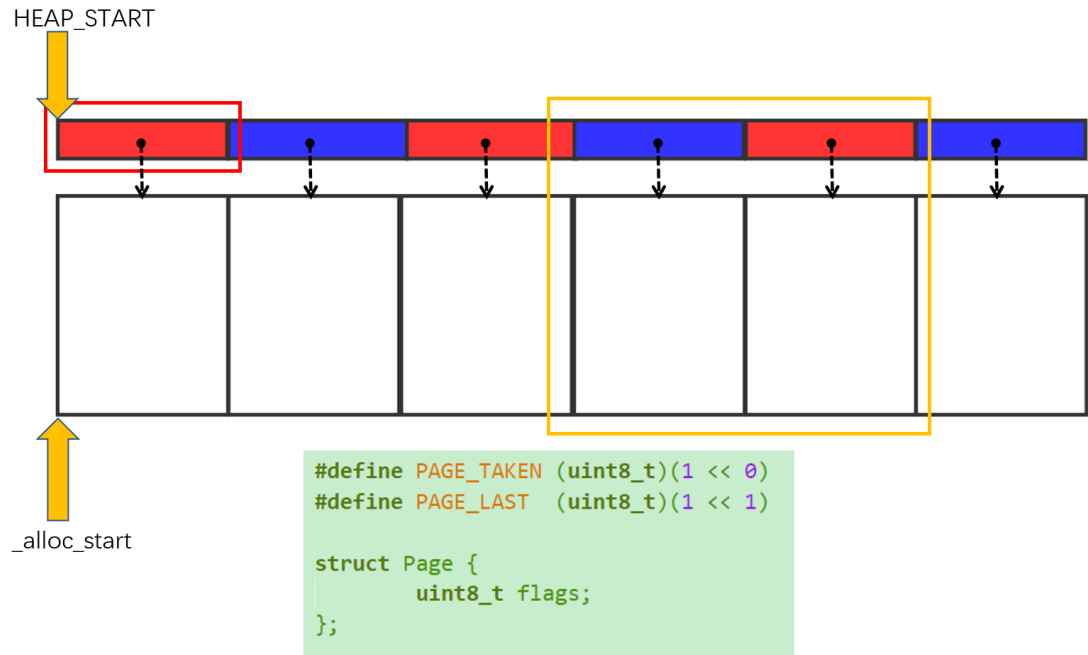 HEAP_START
_alloc_start
#define PAGE_TAKEN (uint8_t)(1 << 0)
#define PAGE_LAST  (uint8_t)(1 << 1)
struct Page {
        uint8_t flags;
};